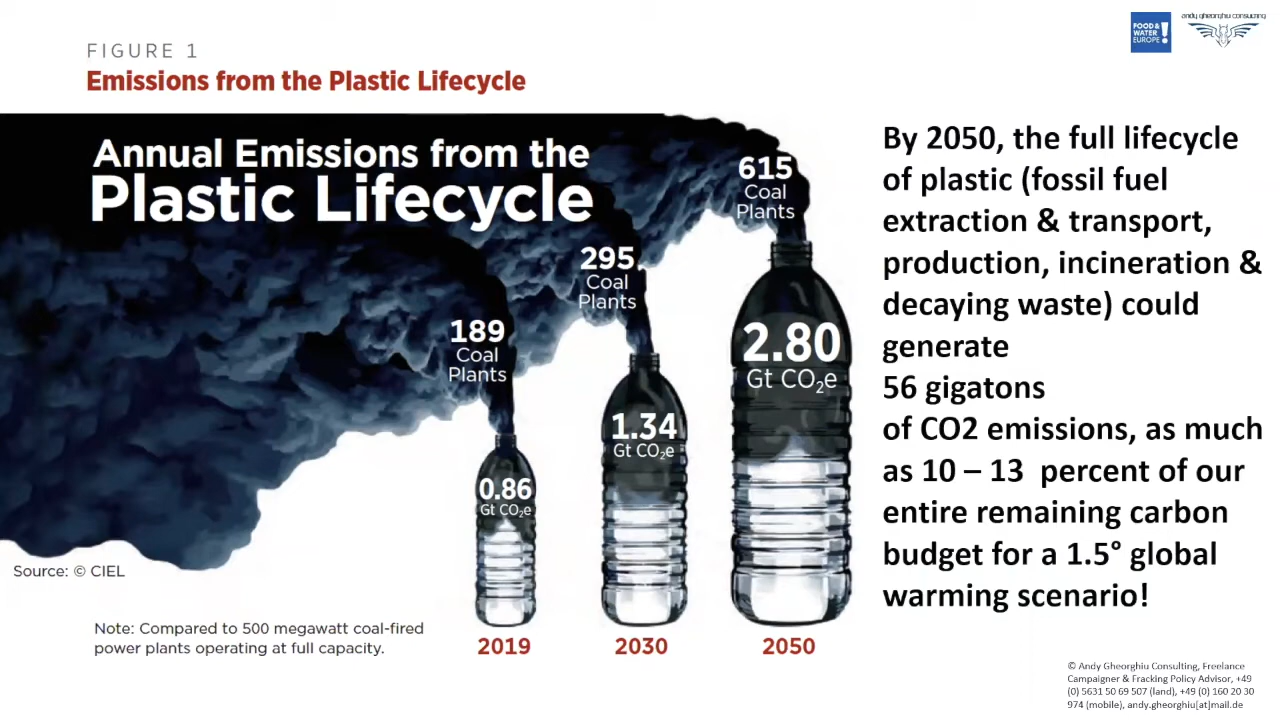 FOOD &
WATER
EUROPE
andy gheorghiu consulting
FIGURE 1
Emissions from the Plastic Lifecycle
Annual Emissions from the
Plastic Lifecycle
615
Coal
Plants
295
Coal
Plants
189
Coal
Plants
2.80
Gt CO₂e
1.34
Gt CO₂e
0.86
Gt CO₂e
Source: © CIEL
Note: Compared to 500 megawatt coal-fired
power plants operating at full capacity.
2019
2030
2050
By 2050, the full lifecycle
of plastic (fossil fuel
extraction & transport,
production, incineration &
decaying waste) could
generate
56 gigatons
of CO2 emissions, as much
as 10 – 13 percent of our
entire remaining carbon
budget for a 1.5° global
warming scenario!
© Andy Gheorghiu Consulting, Freelance
Campaigner & Fracking Policy Advisor, +49
(0) 5631 50 69 507 (land), +49 (0) 160 20 30
974 (mobile), andy.gheorghiu[at]mail.de